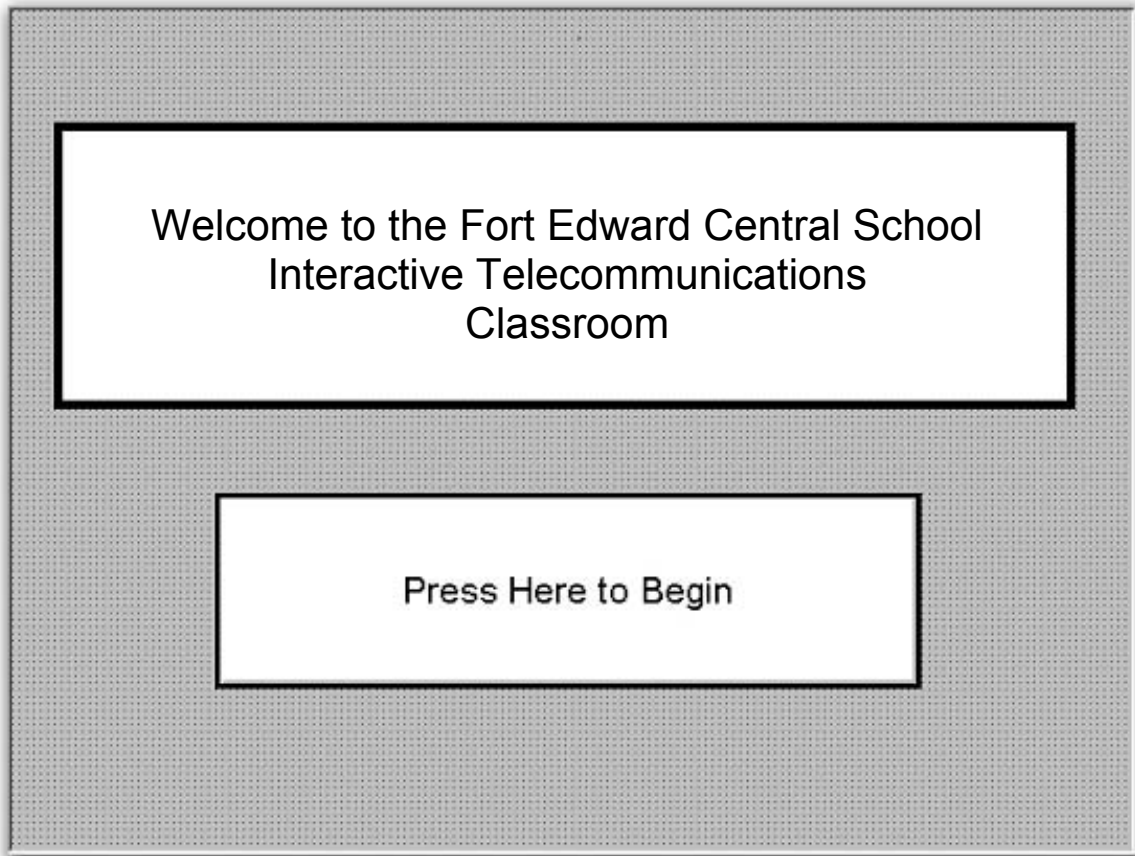 Welcome to the Fort Edward Central School
Interactive Telecommunications
Classroom
Press Here to Begin